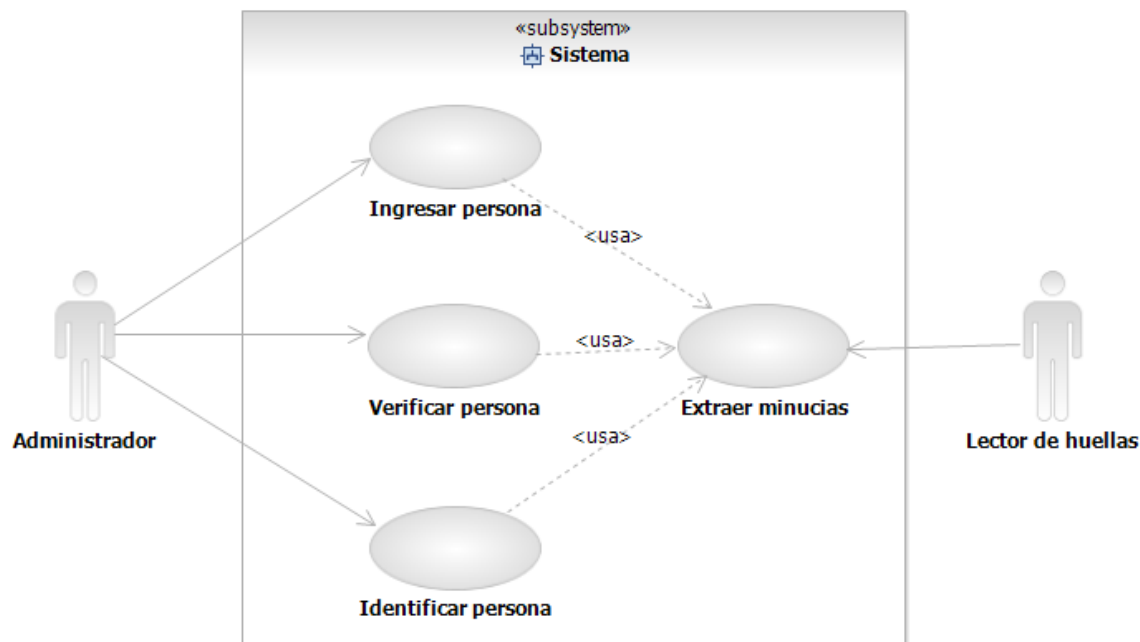 «subsystem»
Sistema
Ingresar persona
<usa>
<usa>
Verificar persona
Extraer minucias
<usa>
Administrador
Lector de huellas
Identificar persona